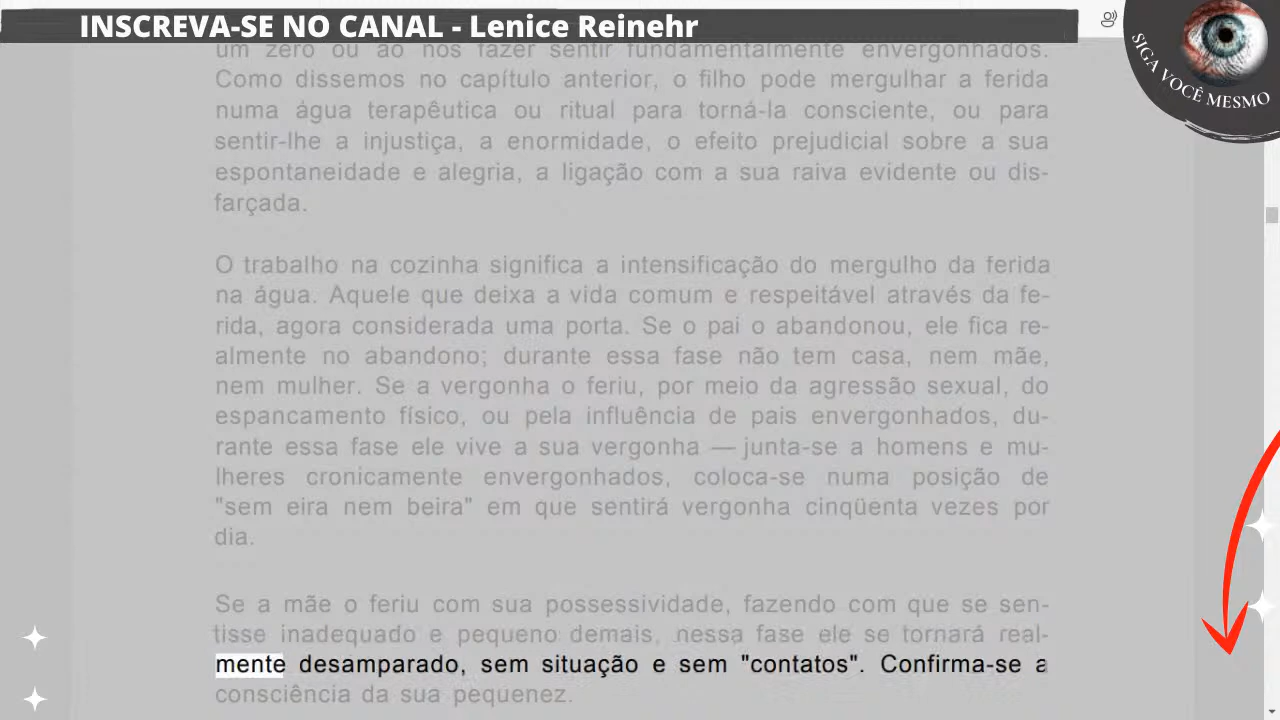 INSCREVA-SE NO CANAL - Lenice Reinehr
SIGA VOCÊ MESMO
um zero ou ao nos fazer sentir fundamentalmente envergonhados.
Como dissemos no capítulo anterior, o filho pode mergulhar a ferida
numa água terapêutica ou ritual para torná-la consciente, ou para
sentir-lhe a injustiça, a enormidade, o efeito prejudicial sobre a sua
espontaneidade e alegria, a ligação com a sua raiva evidente ou dis-
farçada.
O trabalho na cozinha significa a intensificação do mergulho da ferida
na água. Aquele que deixa a vida comum e respeitável através da fe-
rida, agora considerada uma porta. Se o pai o abandonou, ele fica re-
almente no abandono; durante essa fase não tem casa, nem mãe,
nem mulher. Se a vergonha o feriu, por meio da agressão sexual, do
espancamento físico, ou pela influência de pais envergonhados, du-
rante essa fase ele vive a sua vergonha — junta-se a homens e mu-
lheres cronicamente envergonhados, coloca-se numa posição de
"sem eira nem beira" em que sentirá vergonha cinqüenta vezes por
dia.
Se a mãe o feriu com sua possessividade, fazendo com que se sen-
tisse inadequado e pequeno demais, nessa fase ele se tornará real-
mente desamparado, sem situação e sem "contatos". Confirma-se a
consciência da sua pequenez.